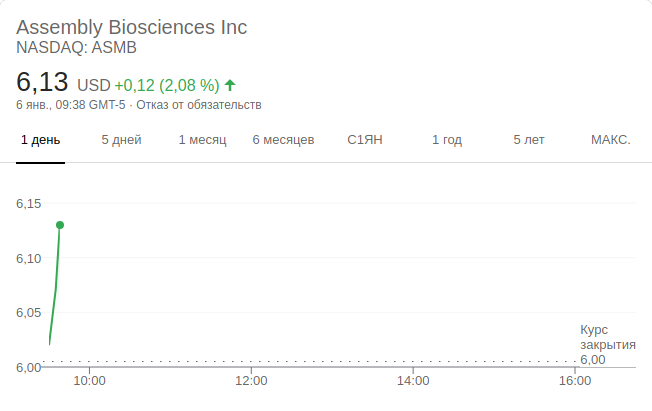 Assembly Biosciences Inc
NASDAQ: ASMB
6,13 USD +0,12 (2,08 %)
6 янв., 09:38 GMT-5 · Отказ от обязательств
1 день 5 дней 1 месяц 6 месяцев С1ЯН 1 год 5 лет МАКС.
6,15
6,10
6,05
6,00
Курс
закрытия
6,00
10:00 12:00 14:00 16:00